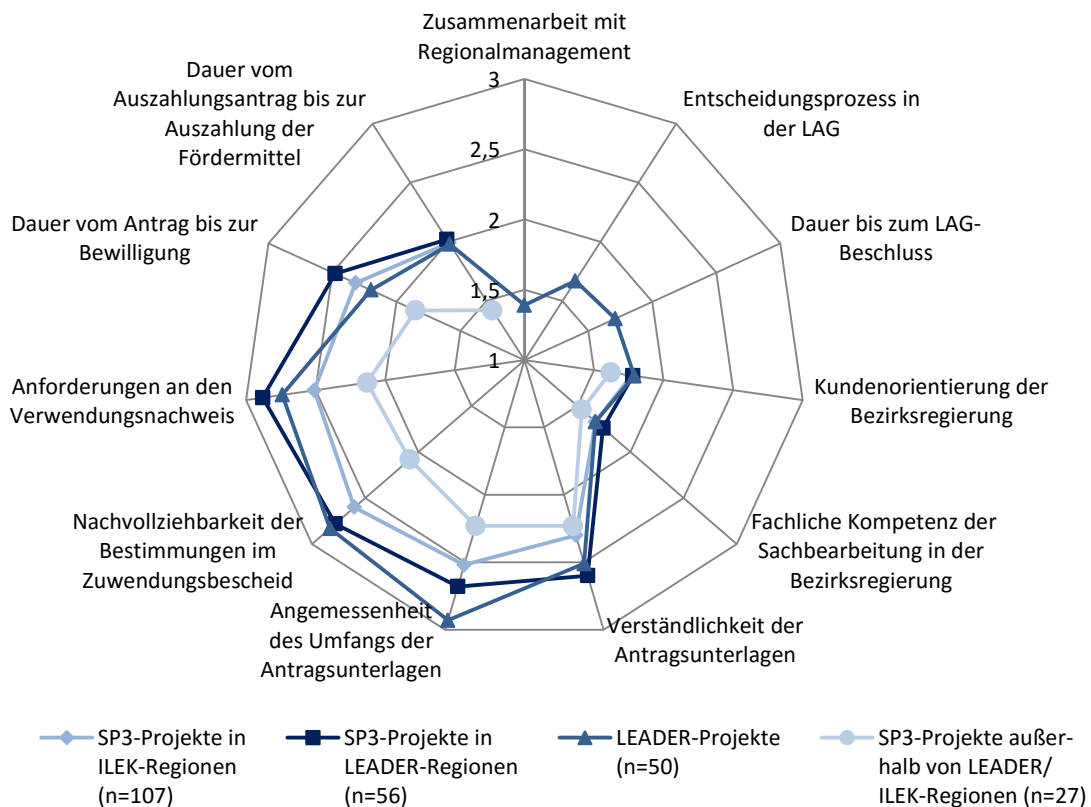 Zusammenarbeit mit
Regionalmanagement
Entscheidungsprozess in
der LAG
Dauer bis zum LAG-
Beschluss
Kundenorientierung der
Bezirksregierung
Fachliche Kompetenz der
Sachbearbeitung in der
Bezirksregierung
Verständlichkeit der
Antragsunterlagen
Angemessenheit
des Umfangs der
Antragsunterlagen
Nachvollziehbarkeit der
Bestimmungen im
Zuwendungsbescheid
Anforderungen an den
Verwendungsnachweis
Dauer vom Antrag bis zur
Bewilligung
Dauer vom
Auszahlungsantrag bis zur
Auszahlung der
Fördermittel
3
2,5
2
1,5
1
SP3-Projekte in
ILEK-Regionen
(n=107)
SP3-Projekte in
LEADER-Regionen
(n=56)
LEADER-Projekte
(n=50)
SP3-Projekte außer-
halb von LEADER/
ILEK-Regionen (n=27)